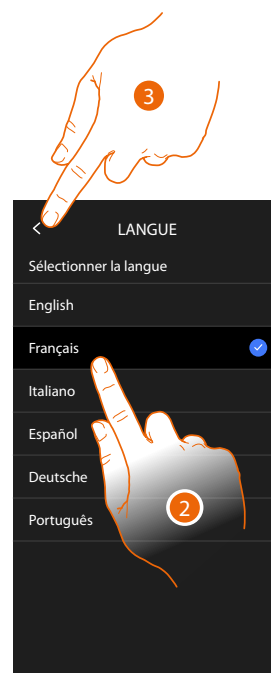 3
LANGUE
Sélectionner la langue
English
Français
Italiano
Español
Deutsche
2
Português